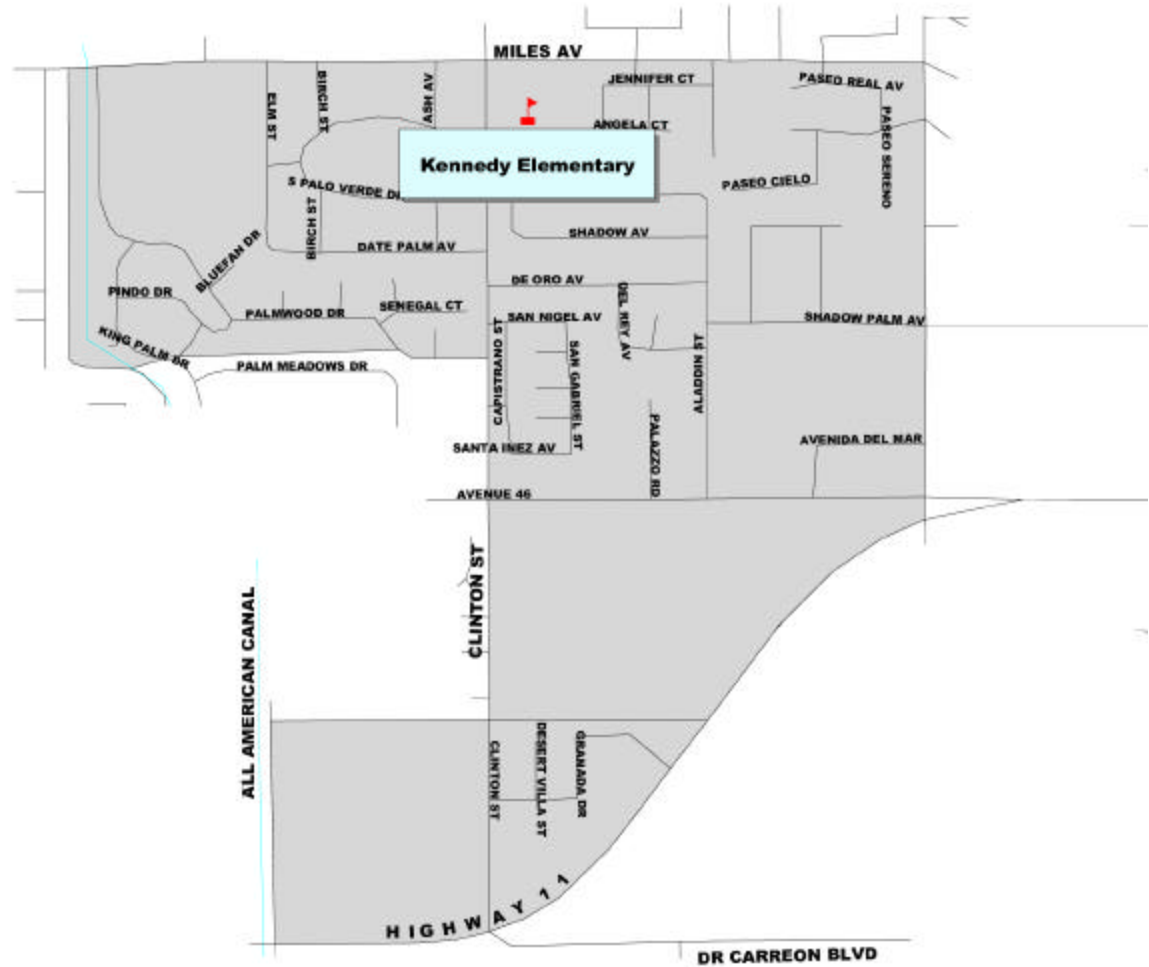 MILES AV
JENNIFER CT
PASEO REAL AV
BIRCH ST
ASH AV
ELM ST
ANGELA CT
PASEO SERENO
Kennedy Elementary
S PALO VERDE DR
PASEO CIELO
BIRCH ST
SHADOW AV
DATE PALM AV
BLUEFAN DR
DE ORO AV
DEL REY AV
PINDO DR
PALMWOOD DR
SENEGAL CT
SAN NIGEL AV
SHADOW PALM AV
KING PALM DR
CAPISTRANO ST
SAN GABRIEL ST
ALADDIN ST
PALM MEADOWS DR
PALAZZO RD
SANTA INEZ AV
AVENIDA DEL MAR
AVENUE 46
CLINTON ST
ALL AMERICAN CANAL
CLINTON ST
DESERT VILLA ST
GRANADA DR
HIGHWAY 11
DR CARREON BLVD